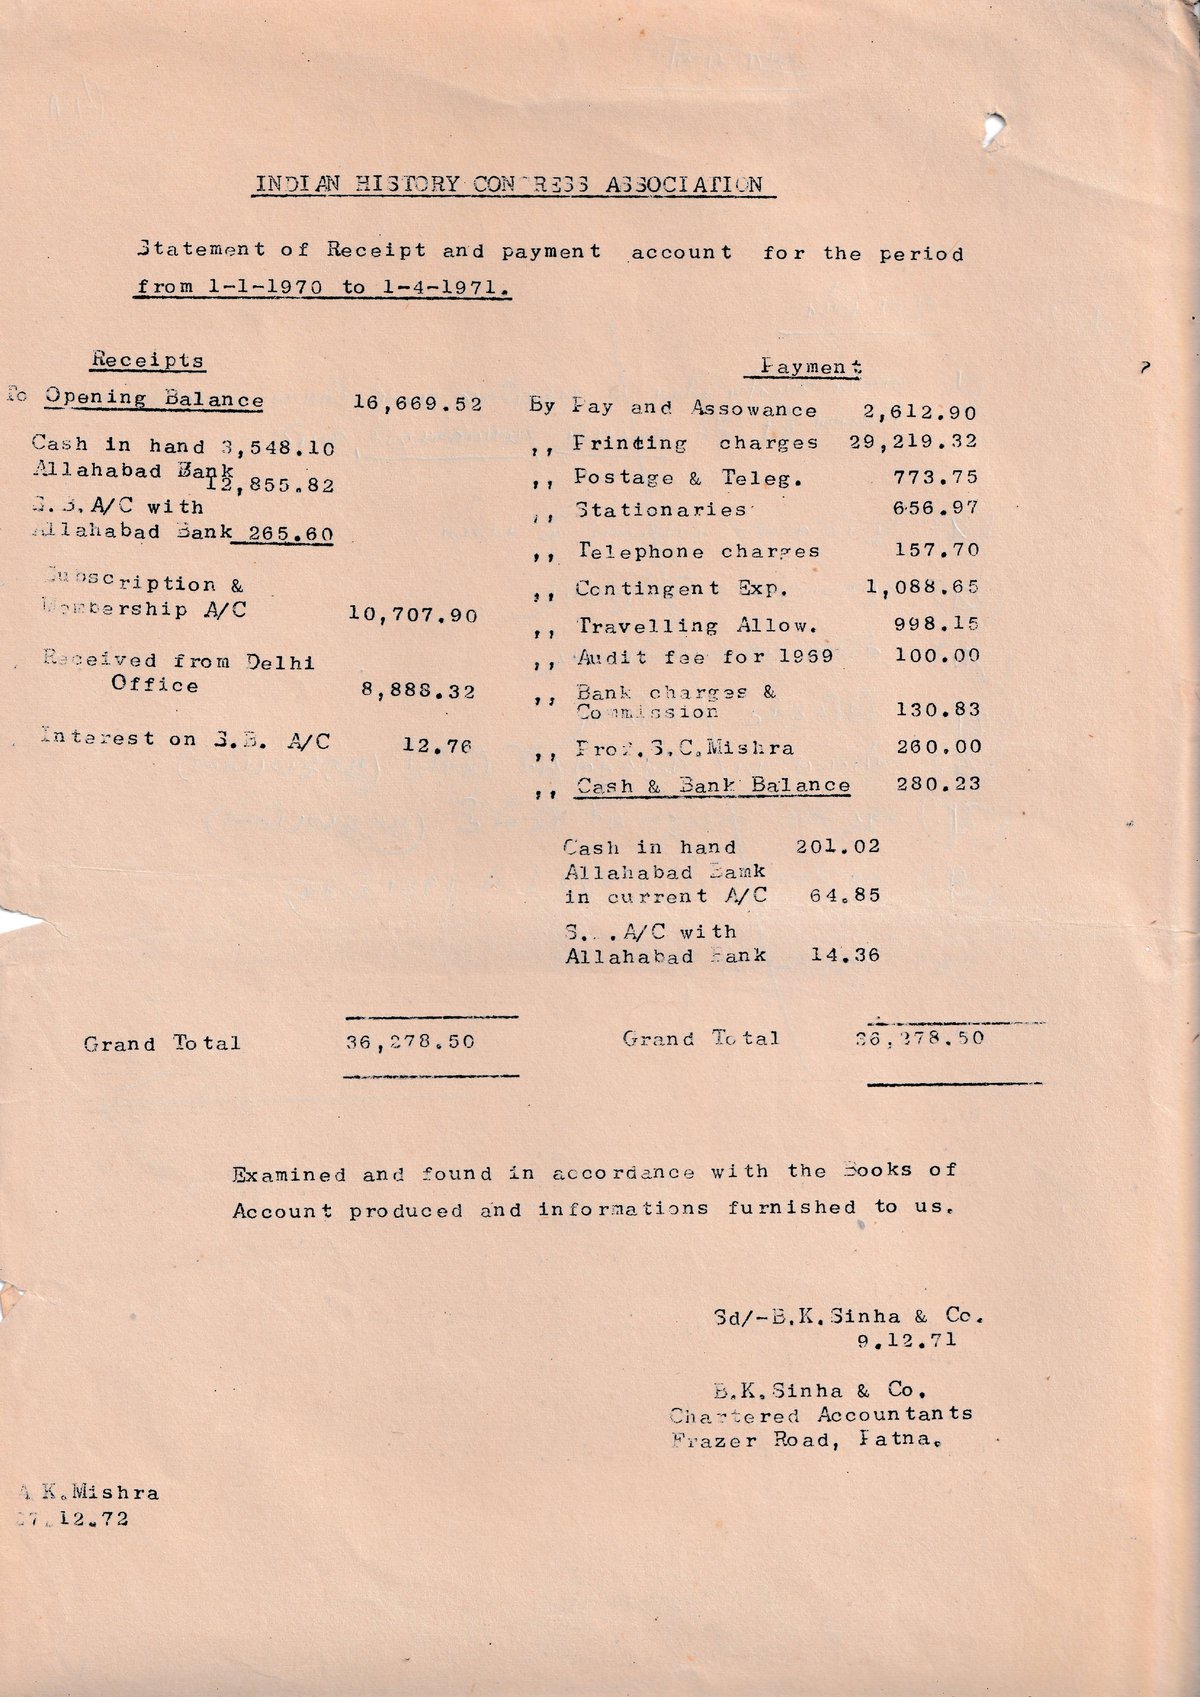 INDIAN HISTORY CONGRESS ASSOCIATION
Statement of Receipt and payment account for the period
from 1-1-1970 to 1-4-1971.
Receipts
To Opening Balance 16,669.52
Cash in hand 3,548.10
Allahabad Bank
12,855.82
S.B.A/C with
Allahabad Bank 265.60
Subscription &
Membership A/C 10,707.90
Received from Delhi
Office 8,888.32
Interest on S.B. A/C 12.76
Grand Total 36,278.50
Payment
By Pay and Assowance 2,612.90
,, Printing charges 29,219.32
,, Postage & Teleg. 773.75
,, Stationaries 656.97
,, Telephone charges 157.70
,, Contingent Exp. 1,088.65
,, Travelling Allow. 998.15
,, Audit fee for 1969 100.00
,, Bank charges &
Commission 130.83
,, Prof.S.C.Mishra 260.00
,, Cash & Bank Balance 280.23
Cash in hand 201.02
Allahabad Bamk
in current A/C 64.85
S... A/C with
Allahabad Bank 14.36
Grand Total 36,278.50
Examined and found in accordance with the Books of
Account produced and informations furnished to us.
Sd/-B.K.Sinha & Co.
9.12.71
B.K.Sinha & Co.
Chartered Accountants
Frazer Road, Patna.
A K.Mishra
27.12.72